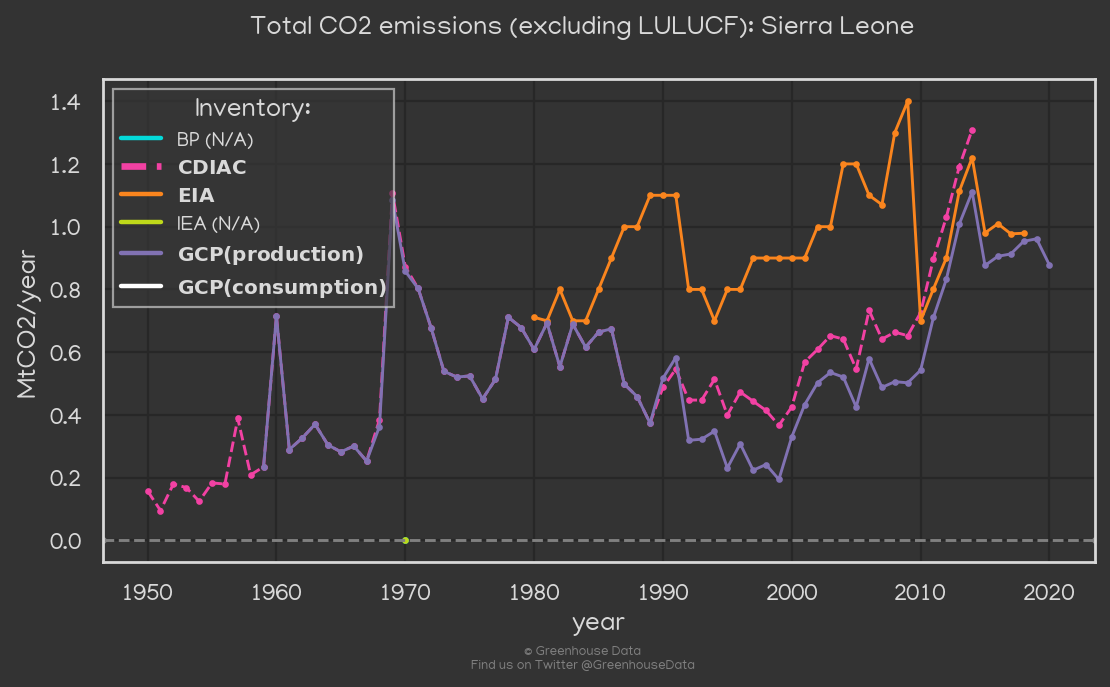 Total CO2 emissions (excluding LULUCF): Sierra Leone
Inventory:
BP (N/A)
CDIAC
EIA
IEA (N/A)
GCP(production)
GCP(consumption)
MtCO2/year
1.4
1.2
1.0
0.8
0.6
0.4
0.2
0.0
1950 1960 1970 1980 1990 2000 2010 2020
year
© Greenhouse Data
Find us on Twitter @GreenhouseData